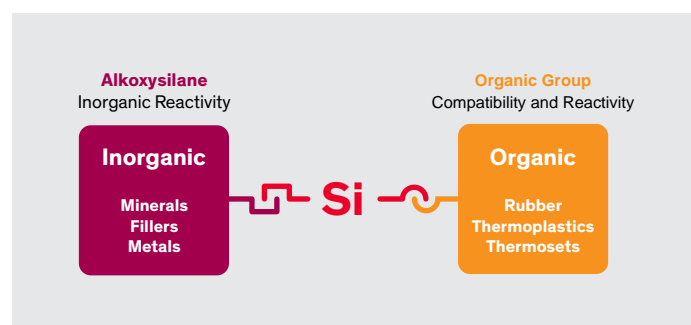 Alkoxysilane
Inorganic Reactivity
Inorganic
Minerals
Fillers
Metals
Si
Organic Group
Compatibility and Reactivity
Organic
Rubber
Thermoplastics
Thermosets